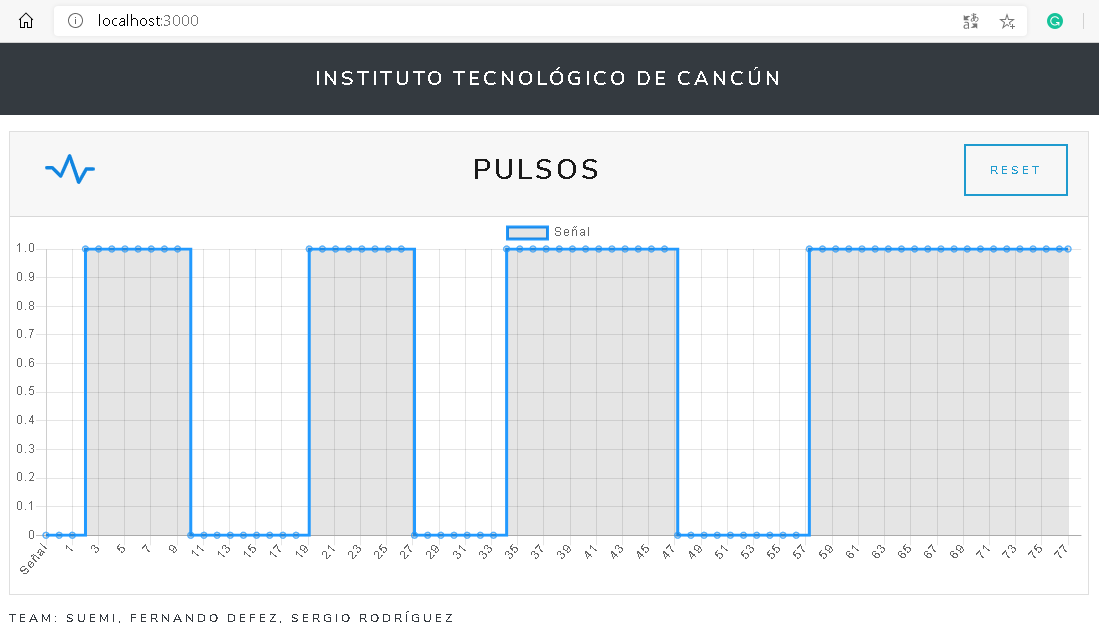 localhost:3000
INSTITUTO TECNOLÓGICO DE CANCÚN
PULSOS
RESET
Señal
1.0
0.9
0.8
0.7
0.6
0.5
0.4
0.3
0.2
0.1
0
Señal 1 3 5 7 9 11 13 15 17 19 21 23 25 27 29 31 33 35 37 39 41 43 45 47 49 51 53 55 57 59 61 63 65 67 69 71 73 75 77
TEAM: SUEMI, FERNANDO DEFEZ, SERGIO RODRÍGUEZ